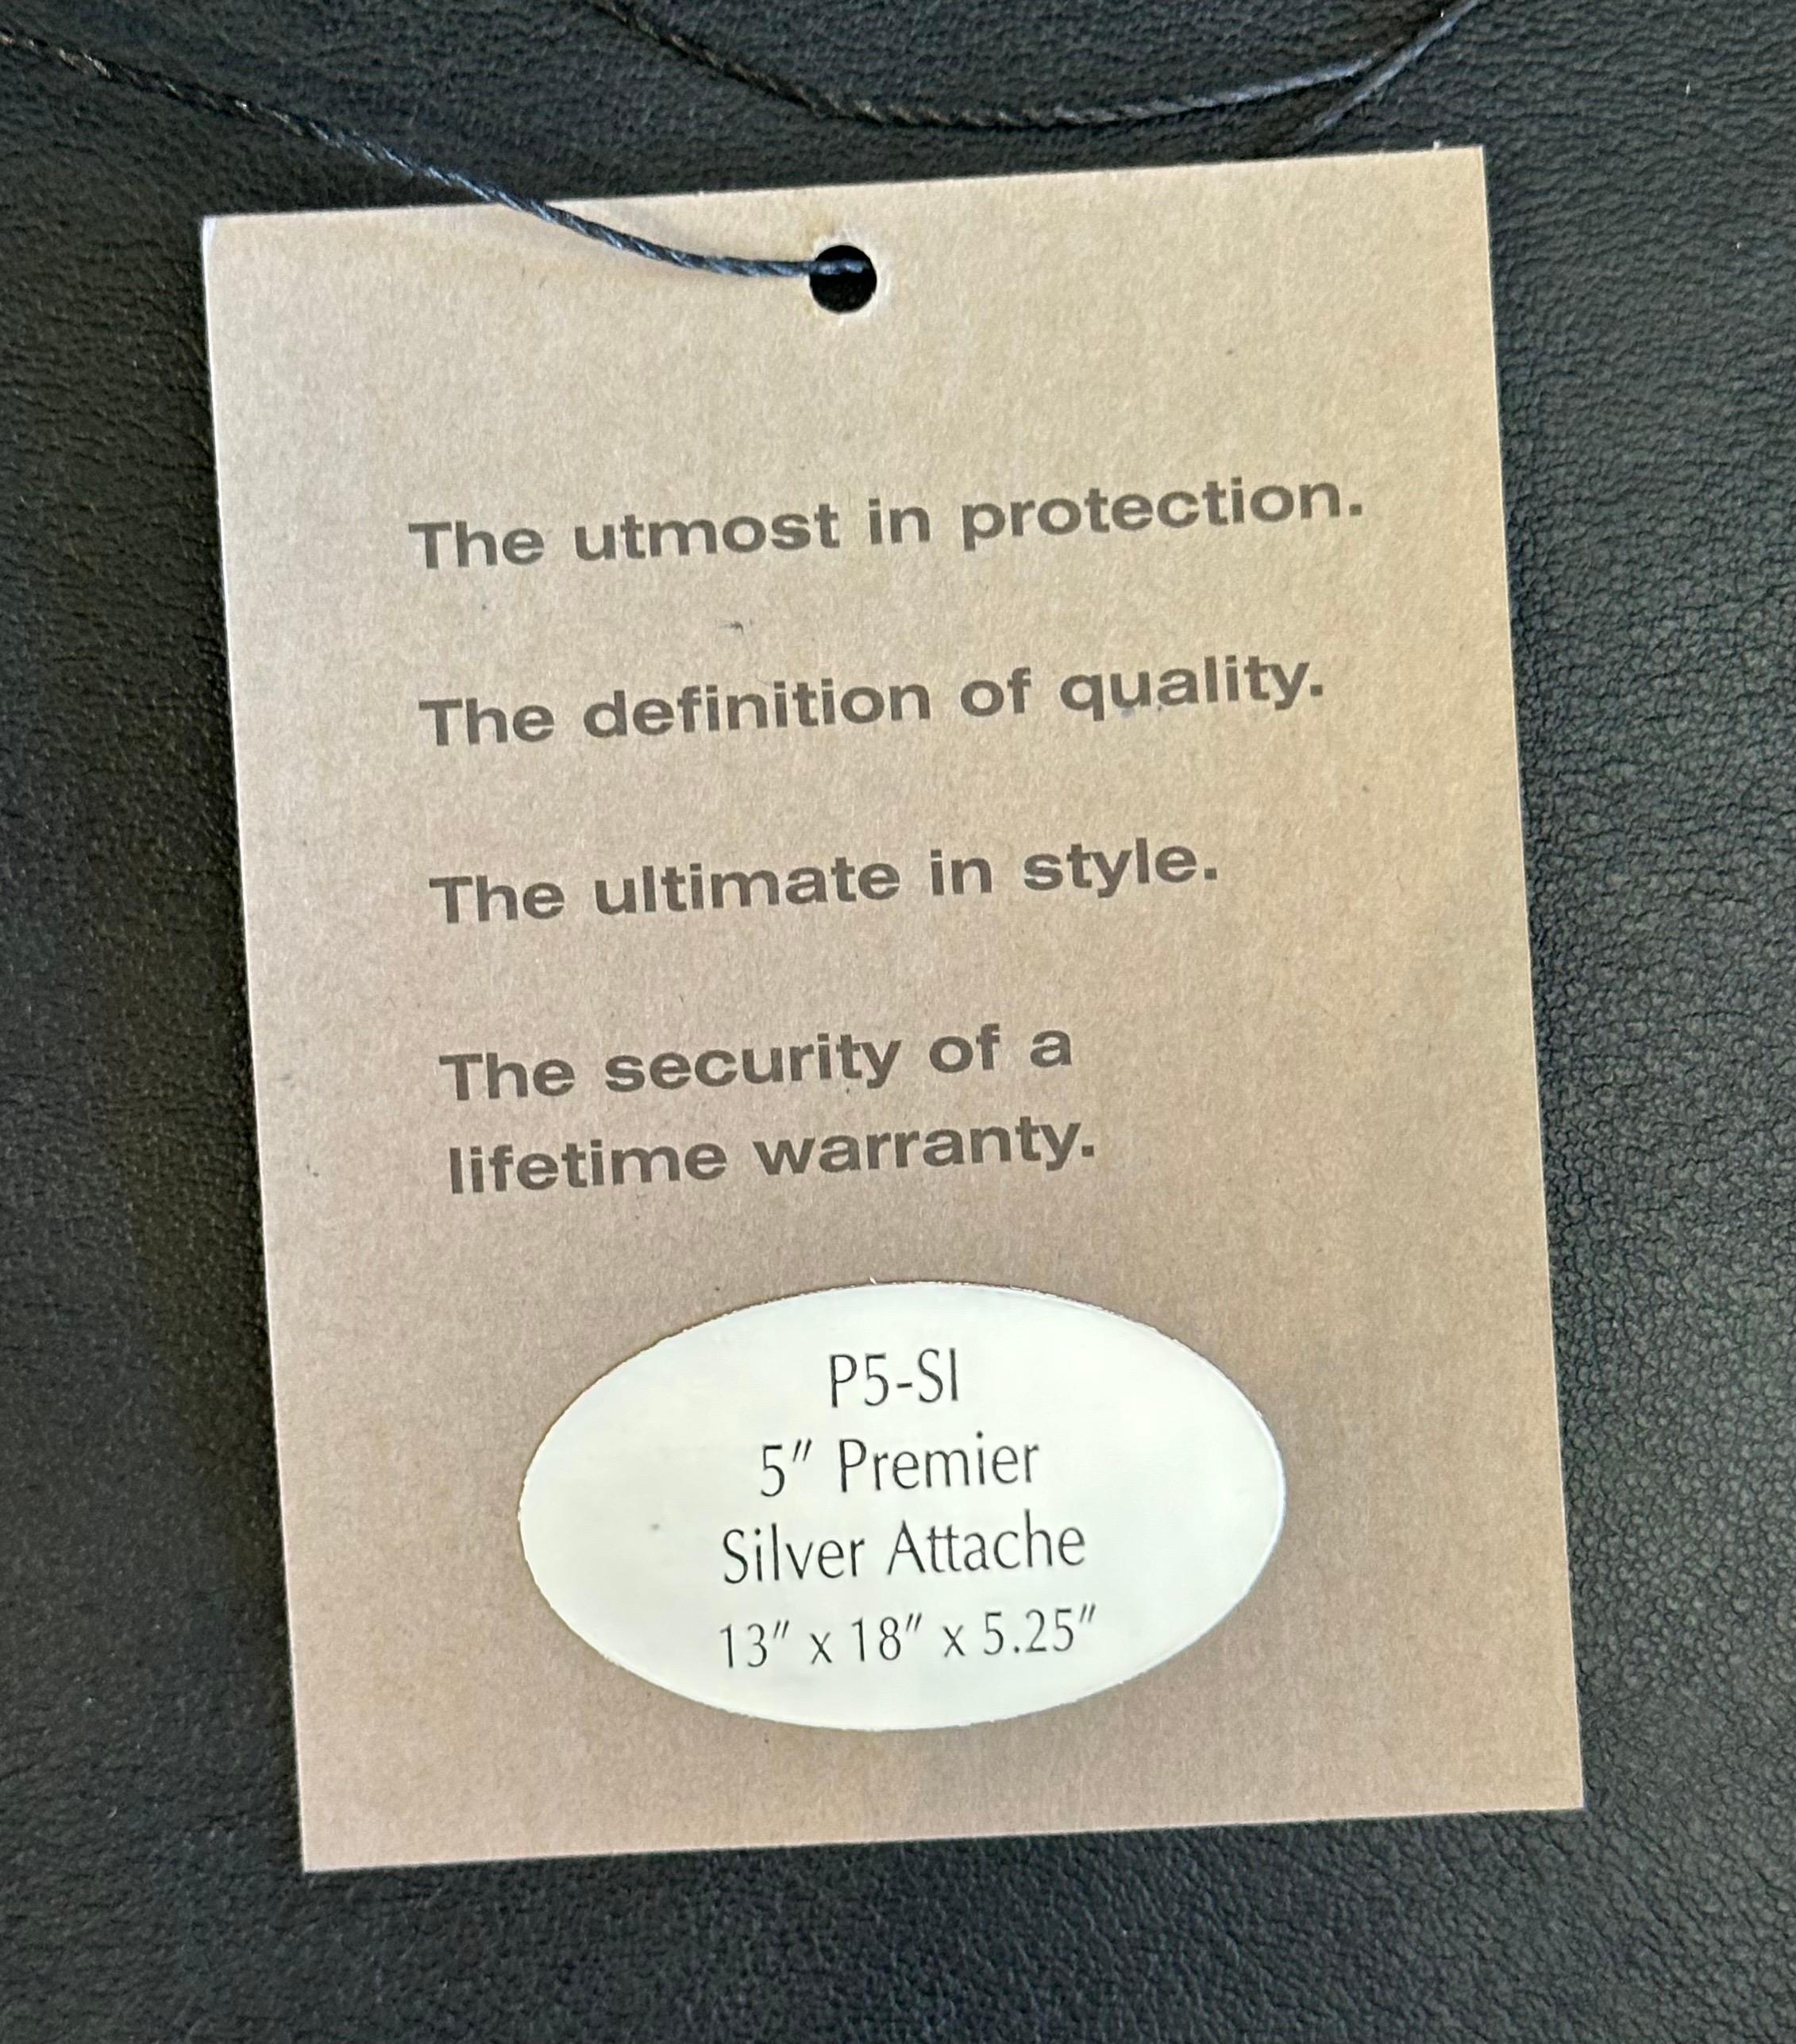 The utmost in protection.
The definition of quality.
The ultimate in style.
The security of a
lifetime warranty.
P5-SI
5" Premier
Silver Attache
13" x 18" x 5.25"